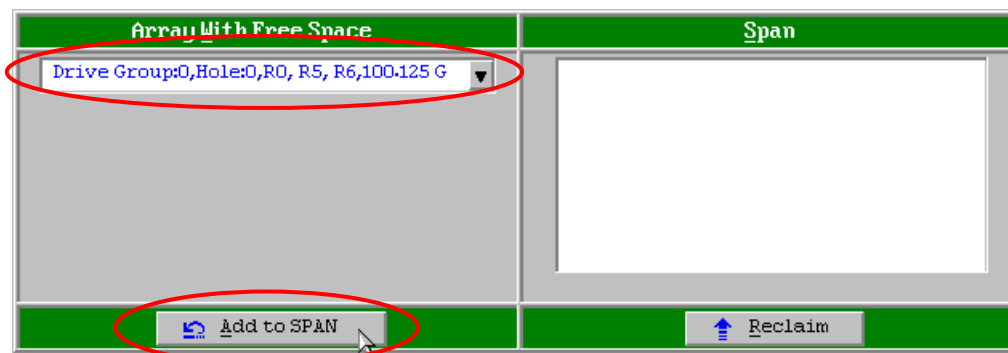 Array With Free Space
Span
Drive Group:0,Hole:0,R0, R5, R6,100.125 G
Add to SPAN
Reclaim